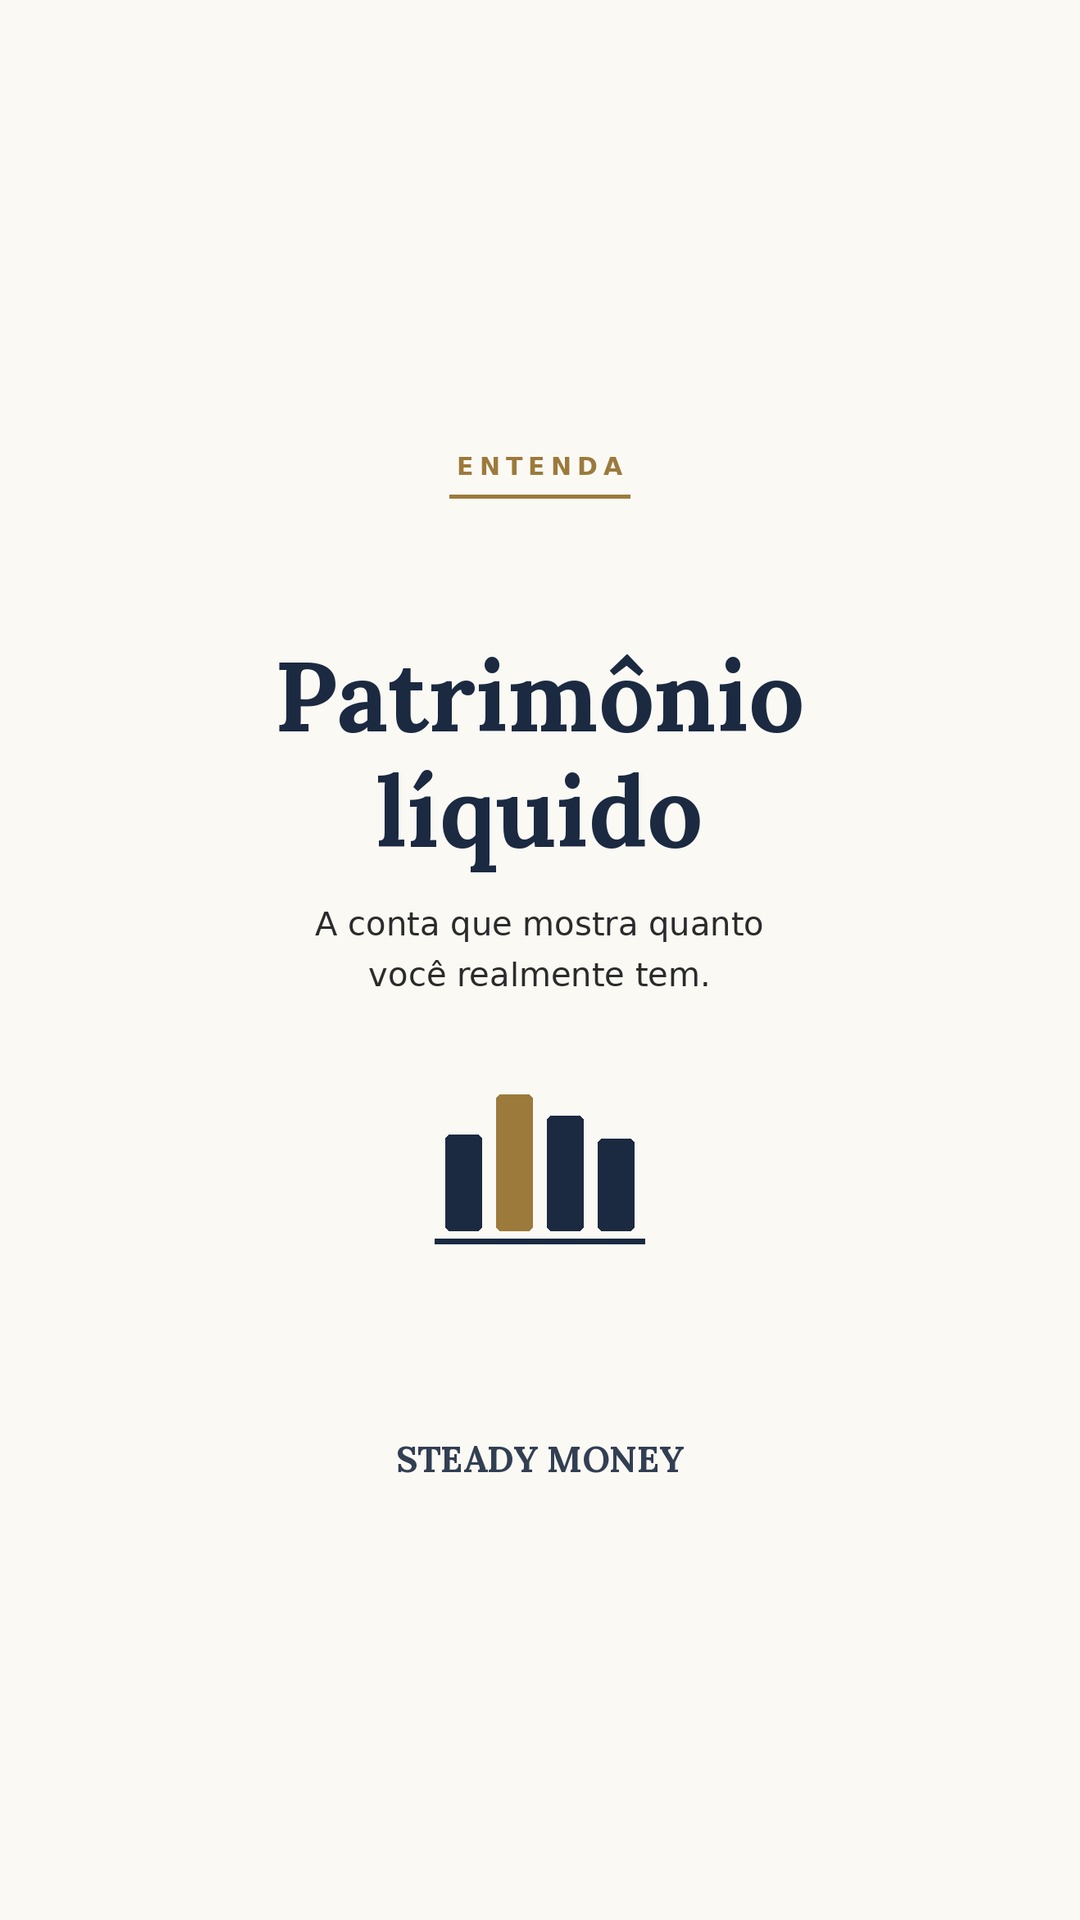 ENTENDA
Patrimônio
líquido
A conta que mostra quanto
você realmente tem.
STEADY MONEY